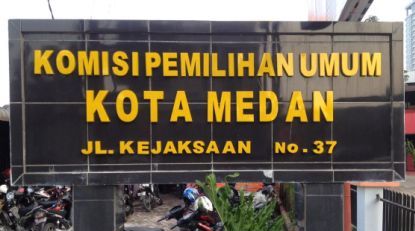 KOMISI PEMILIHAN UMUM
KOTA MEDAN
JL. KEJAKSAAN No. 37